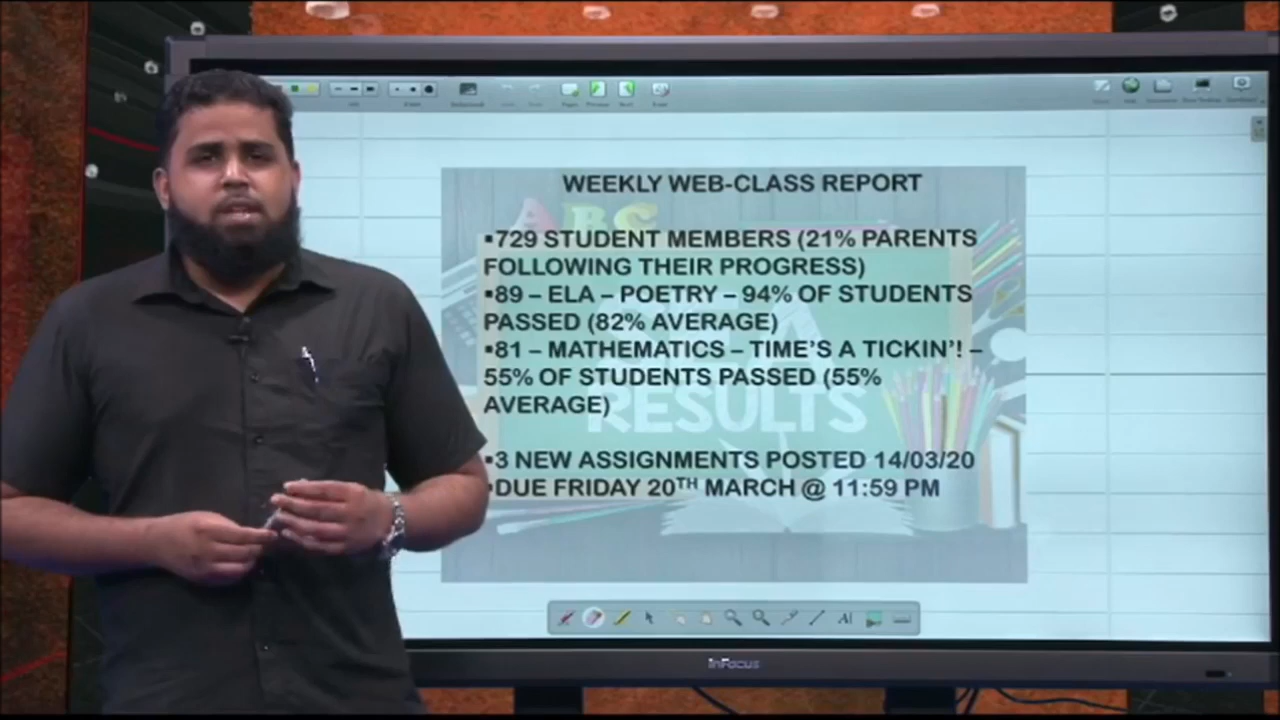 WEEKLY WEB-CLASS REPORT
ABC
▪729 STUDENT MEMBERS (21% PARENTS
FOLLOWING THEIR PROGRESS)
▪89 – ELA – POETRY – 94% OF STUDENTS
PASSED (82% AVERAGE)
▪81 – MATHEMATICS – TIME'S A TICKIN'! –
55% OF STUDENTS PASSED (55%
AVERAGE)
RESULTS
▪3 NEW ASSIGNMENTS POSTED 14/03/20
▪DUE FRIDAY 20TH MARCH @ 11:59 PM
AI
InFocus